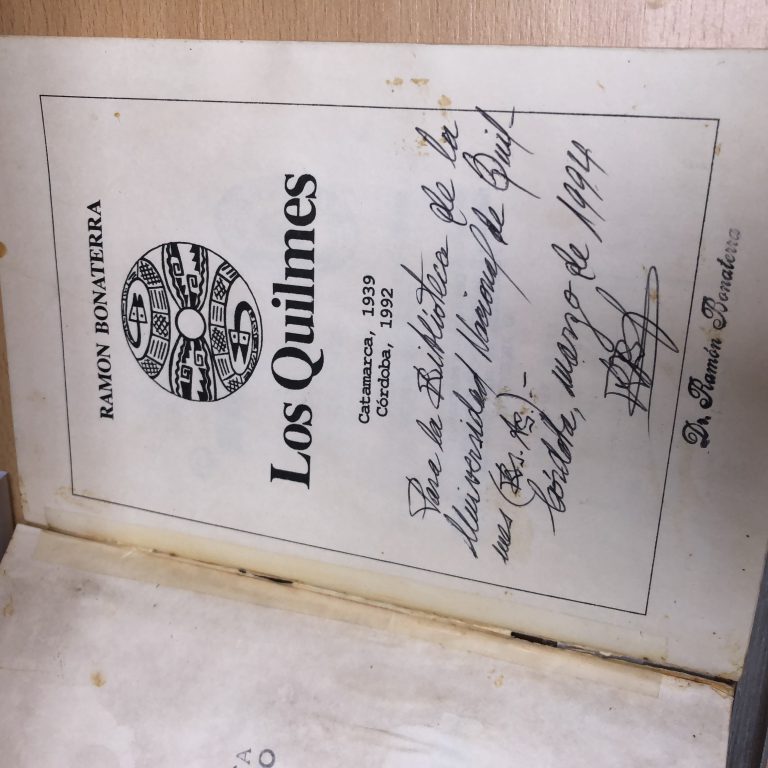 RAMON BONATERRA
Los Quilmes
Catamarca, 1939
Córdoba, 1992
Para la Biblioteca de la
Universidad Nacional de Quil-
mes (Bs. As.).-
Córdoba, marzo de 1994
Dr. Ramón Bonaterra